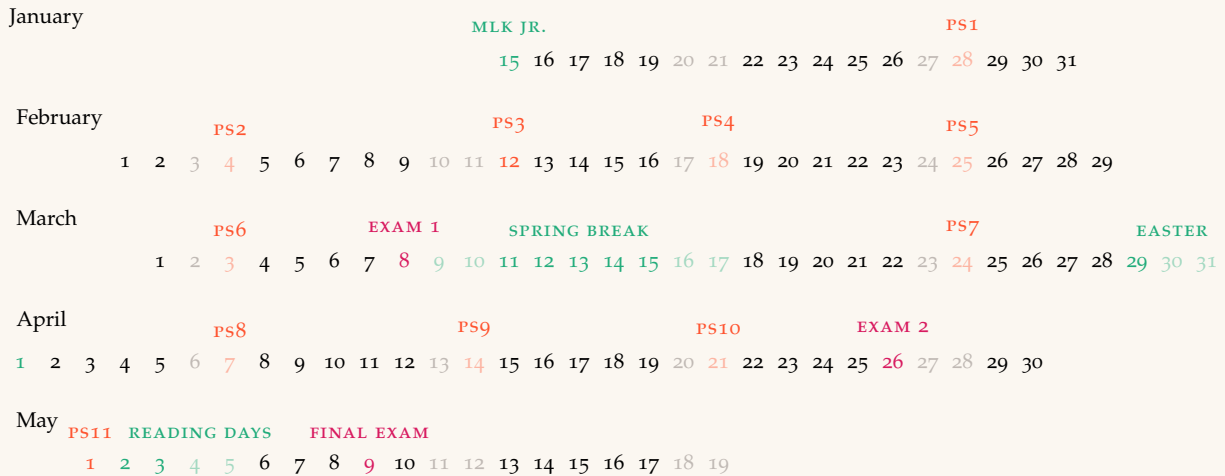 January
MLK JR. PS1
15 16 17 18 19 20 21 22 23 24 25 26 27 28 29 30 31
February
PS2 PS3 PS4 PS5
1 2 3 4 5 6 7 8 9 10 11 12 13 14 15 16 17 18 19 20 21 22 23 24 25 26 27 28 29
March
PS6 EXAM 1 SPRING BREAK PS7 EASTER
1 2 3 4 5 6 7 8 9 10 11 12 13 14 15 16 17 18 19 20 21 22 23 24 25 26 27 28 29 30 31
April
PS8 PS9 PS10 EXAM 2
1 2 3 4 5 6 7 8 9 10 11 12 13 14 15 16 17 18 19 20 21 22 23 24 25 26 27 28 29 30
May
PS11 READING DAYS FINAL EXAM
1 2 3 4 5 6 7 8 9 10 11 12 13 14 15 16 17 18 19